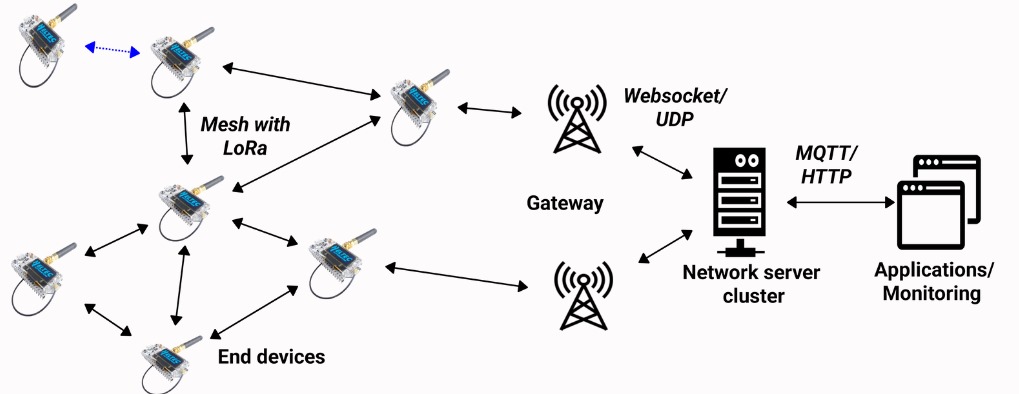 Mesh with
LoRa
Websocket/
UDP
MQTT/
HTTP
Gateway
Network server
cluster
Applications/
Monitoring
End devices